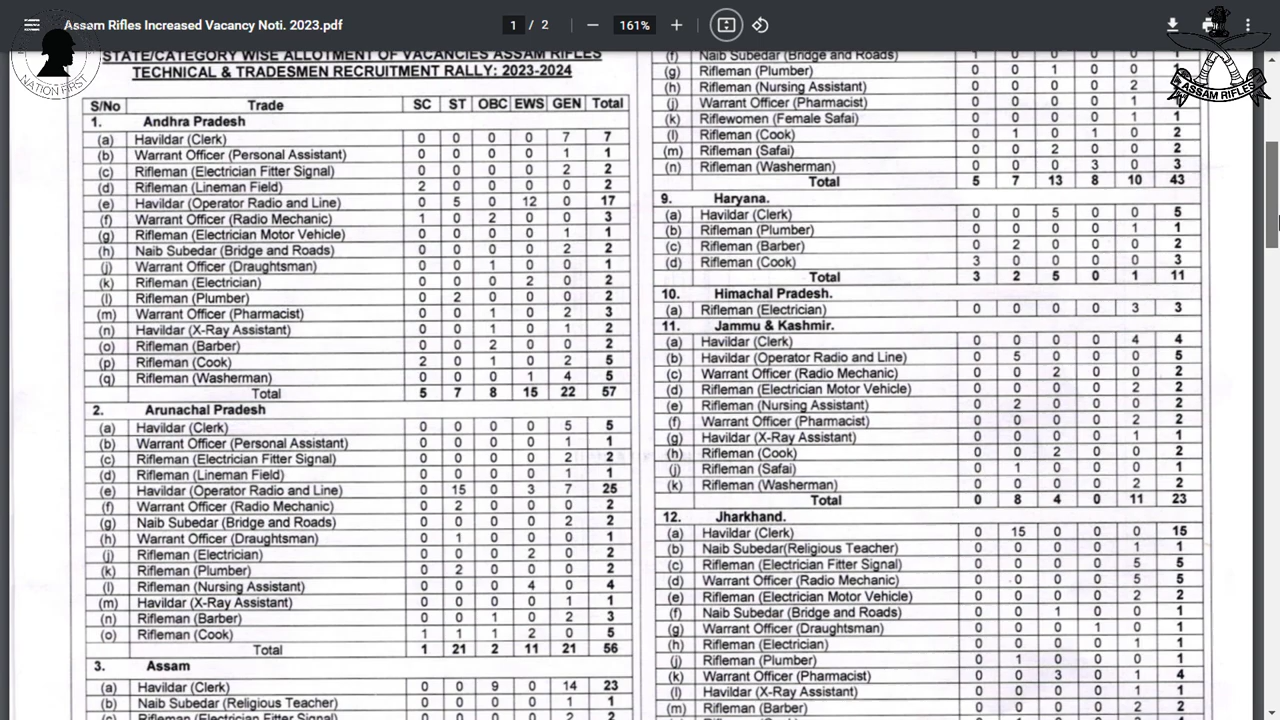 Assam Rifles Increased Vacancy Noti. 2023.pdf
1 / 2
161%
NATION FIRST
ASSAM RIFLES
STATE/CATEGORY WISE ALLOTMENT OF VACANCIES ASSAM RIFLES
TECHNICAL & TRADESMEN RECRUITMENT RALLY: 2023-2024
S/No Trade SC ST OBC EWS GEN Total
1. Andhra Pradesh
(a) Havildar (Clerk) 0 0 0 0 7 7
(b) Warrant Officer (Personal Assistant) 0 0 0 0 1 1
(c) Rifleman (Electrician Fitter Signal) 0 0 0 0 2 2
(d) Rifleman (Lineman Field) 2 0 0 0 0 2
(e) Havildar (Operator Radio and Line) 0 5 0 12 0 17
(f) Warrant Officer (Radio Mechanic) 1 0 2 0 0 3
(g) Rifleman (Electrician Motor Vehicle) 0 0 0 0 1 1
(h) Naib Subedar (Bridge and Roads) 0 0 0 0 2 2
(j) Warrant Officer (Draughtsman) 0 0 1 0 0 1
(k) Rifleman (Electrician) 0 0 0 2 0 2
(l) Rifleman (Plumber) 0 2 0 0 0 2
(m) Warrant Officer (Pharmacist) 0 0 1 0 2 3
(n) Havildar (X-Ray Assistant) 0 0 1 0 1 2
(o) Rifleman (Barber) 0 0 2 0 0 2
(p) Rifleman (Cook) 2 0 1 0 2 5
(q) Rifleman (Washerman) 0 0 0 1 4 5
Total 5 7 8 15 22 57
2. Arunachal Pradesh
(a) Havildar (Clerk) 0 0 0 0 5 5
(b) Warrant Officer (Personal Assistant) 0 0 0 0 1 1
(c) Rifleman (Electrician Fitter Signal) 0 0 0 0 2 2
(d) Rifleman (Lineman Field) 0 0 0 0 1 1
(e) Havildar (Operator Radio and Line) 0 15 0 3 7 25
(f) Warrant Officer (Radio Mechanic) 0 2 0 0 0 2
(g) Naib Subedar (Bridge and Roads) 0 0 0 0 2 2
(h) Warrant Officer (Draughtsman) 0 1 0 0 0 1
(j) Rifleman (Electrician) 0 0 0 2 0 2
(k) Rifleman (Plumber) 0 2 0 0 0 2
(l) Rifleman (Nursing Assistant) 0 0 0 4 0 4
(m) Havildar (X-Ray Assistant) 0 0 0 0 1 1
(n) Rifleman (Barber) 0 0 1 0 2 3
(o) Rifleman (Cook) 1 1 1 2 0 5
Total 1 21 2 11 21 56
3. Assam
(a) Havildar (Clerk) 0 0 9 0 14 23
(b) Naib Subedar (Religious Teacher) 0 0 0 0 1 1
(c) Rifleman (Electrician Fitter Signal) 0 0 0 0 2 2
(f) Naib Subedar (Bridge and Roads) 1 0 0 0 0 1
(g) Rifleman (Plumber) 0 0 1 0 0 1
(h) Rifleman (Nursing Assistant) 0 0 0 0 2
(j) Warrant Officer (Pharmacist) 0 0 0 0 1
(k) Riflewomen (Female Safai) 0 0 0 0 1 1
(l) Rifleman (Cook) 0 1 0 1 0 2
(m) Rifleman (Safai) 0 0 2 0 0 2
(n) Rifleman (Washerman) 0 0 0 3 0 3
Total 5 7 13 8 10 43
9. Haryana.
(a) Havildar (Clerk) 0 0 5 0 0 5
(b) Rifleman (Plumber) 0 0 0 0 1 1
(c) Rifleman (Barber) 0 2 0 0 0 2
(d) Rifleman (Cook) 3 0 0 0 0 3
Total 3 2 5 0 1 11
10. Himachal Pradesh.
(a) Rifleman (Electrician) 0 0 0 0 3 3
11. Jammu & Kashmir.
(a) Havildar (Clerk) 0 0 0 0 4 4
(b) Havildar (Operator Radio and Line) 0 5 0 0 0 5
(c) Warrant Officer (Radio Mechanic) 0 0 2 0 0 2
(d) Rifleman (Electrician Motor Vehicle) 0 0 0 0 2 2
(e) Rifleman (Nursing Assistant) 0 2 0 0 0 2
(f) Warrant Officer (Pharmacist) 0 0 0 0 2 2
(g) Havildar (X-Ray Assistant) 0 0 0 0 1 1
(h) Rifleman (Cook) 0 0 2 0 0 2
(j) Rifleman (Safai) 0 1 0 0 0 1
(k) Rifleman (Washerman) 0 0 0 0 2 2
Total 0 8 4 0 11 23
12. Jharkhand.
(a) Havildar (Clerk) 0 15 0 0 0 15
(b) Naib Subedar(Religious Teacher) 0 0 0 0 1 1
(c) Rifleman (Electrician Fitter Signal) 0 0 0 0 5 5
(d) Warrant Officer (Radio Mechanic) 0 0 0 0 5 5
(e) Rifleman (Electrician Motor Vehicle) 0 0 0 0 2 2
(f) Naib Subedar (Bridge and Roads) 0 0 1 0 0 1
(g) Warrant Officer (Draughtsman) 0 0 0 1 0 1
(h) Rifleman (Electrician) 0 0 0 0 1 1
(j) Rifleman (Plumber) 0 1 0 0 0 1
(k) Warrant Officer (Pharmacist) 0 0 3 0 1 4
(l) Havildar (X-Ray Assistant) 0 0 0 0 1 1
(m) Rifleman (Barber) 0 0 0 0 2 2